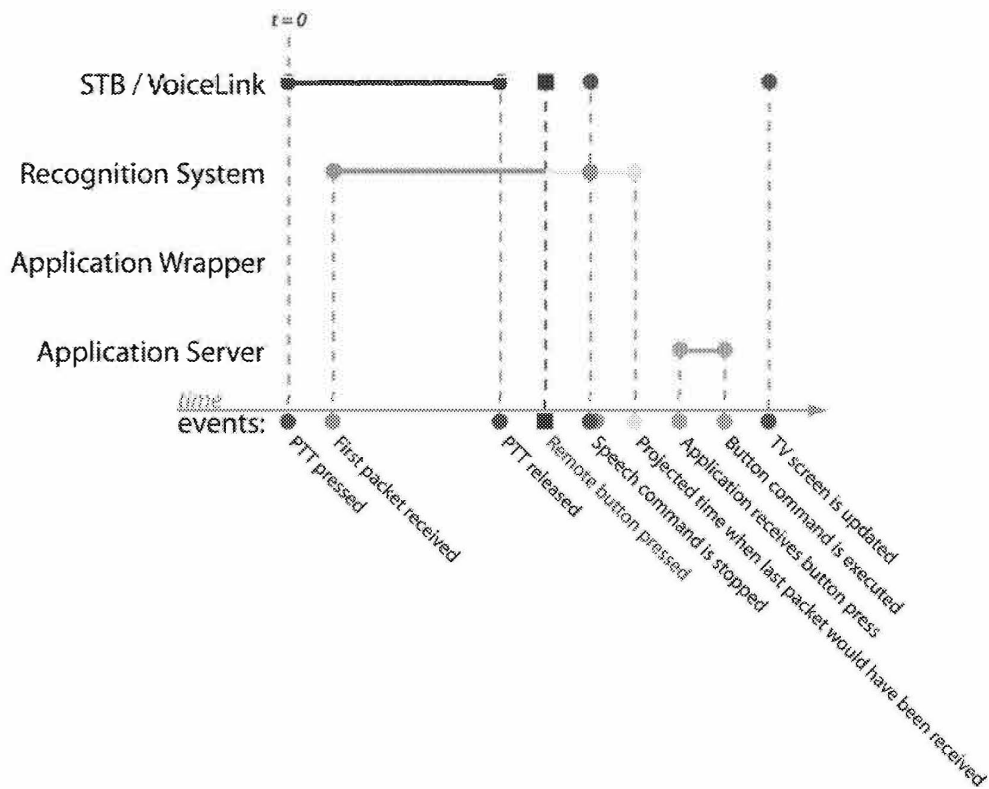 t=0
STB / VoiceLink
Recognition System
Application Wrapper
Application Server
time
events:
PTT pressed
First packet received
PTT released
Remote button pressed
Speech command is stopped
Projected time when last packet would have been received
Application receives button press
Button command is executed
TV screen is updated